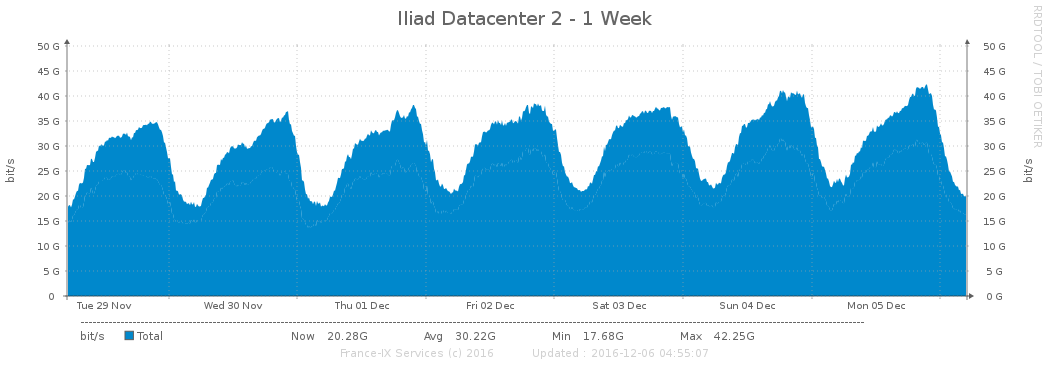 Iliad Datacenter 2 - 1 Week
RRDTOOL / TOBI OETIKER
bit/s
50 G 50 G
45 G 45 G
40 G 40 G
35 G 35 G
30 G 30 G
25 G 25 G
20 G 20 G
15 G 15 G
10 G 10 G
5 G 5 G
0 0 G
bit/s
Tue 29 Nov Wed 30 Nov Thu 01 Dec Fri 02 Dec Sat 03 Dec Sun 04 Dec Mon 05 Dec
bit/s Total Now 20.28G Avg 30.22G Min 17.68G Max 42.25G
France-IX Services (c) 2016 Updated : 2016-12-06 04:55:07